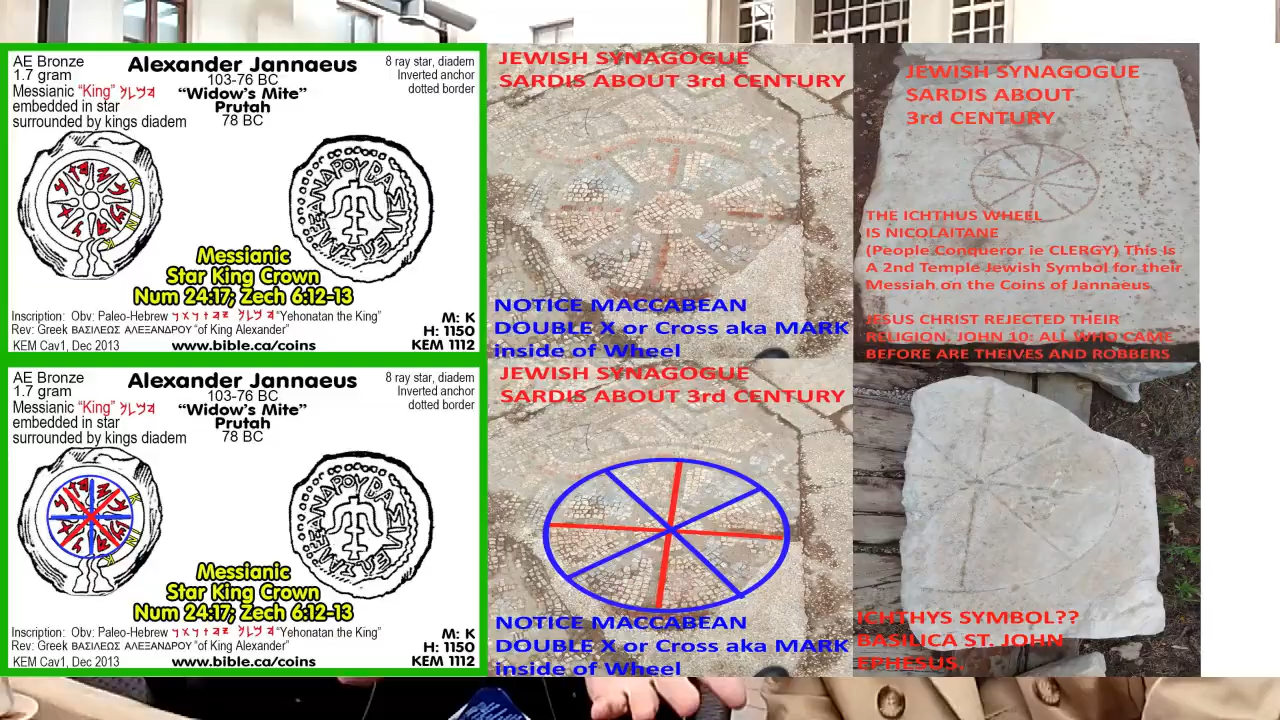 AE Bronze
1.7 gram
Messianic "King" 𐤌𐤋𐤊𐤄
embedded in star
surrounded by kings diadem
Alexander Jannaeus
103-76 BC
"Widow's Mite"
Prutah
78 BC
8 ray star, diadem
Inverted anchor
dotted border
Messianic
Star King Crown
Num 24:17; Zech 6:12-13
Inscription: Obv: Paleo-Hebrew "Yehonatan the King"
Rev: Greek ΒΑΣΙΛΕΩΣ ΑΛΕΞΑΝΔΡΟΥ "of King Alexander"
KEM Cav1, Dec 2013
www.bible.ca/coins
M: K
H: 1150
KEM 1112
JEWISH SYNAGOGUE
SARDIS ABOUT 3rd CENTURY
NOTICE MACCABEAN
DOUBLE X or Cross aka MARK
inside of Wheel
JEWISH SYNAGOGUE
SARDIS ABOUT
3rd CENTURY
THE ICHTHUS WHEEL
IS NICOLAITANE
(People Conqueror ie CLERGY) This Is
A 2nd Temple Jewish Symbol for their
Messiah on the Coins of Jannaeus
JESUS CHRIST REJECTED THEIR
RELIGION. JOHN 10: ALL WHO CAME
BEFORE ARE THEIVES AND ROBBERS
AE Bronze
1.7 gram
Messianic "King"
embedded in star
surrounded by kings diadem
Alexander Jannaeus
103-76 BC
"Widow's Mite"
Prutah
78 BC
8 ray star, diadem
Inverted anchor
dotted border
Messianic
Star King Crown
Num 24:17; Zech 6:12-13
Inscription: Obv: Paleo-Hebrew "Yehonatan the King"
Rev: Greek ΒΑΣΙΛΕΩΣ ΑΛΕΞΑΝΔΡΟΥ "of King Alexander"
KEM Cav1, Dec 2013
www.bible.ca/coins
M: K
H: 1150
KEM 1112
JEWISH SYNAGOGUE
SARDIS ABOUT 3rd CENTURY
NOTICE MACCABEAN
DOUBLE X or Cross aka MARK
inside of Wheel
ICHTHYS SYMBOL??
BASILICA ST. JOHN
EPHESUS.